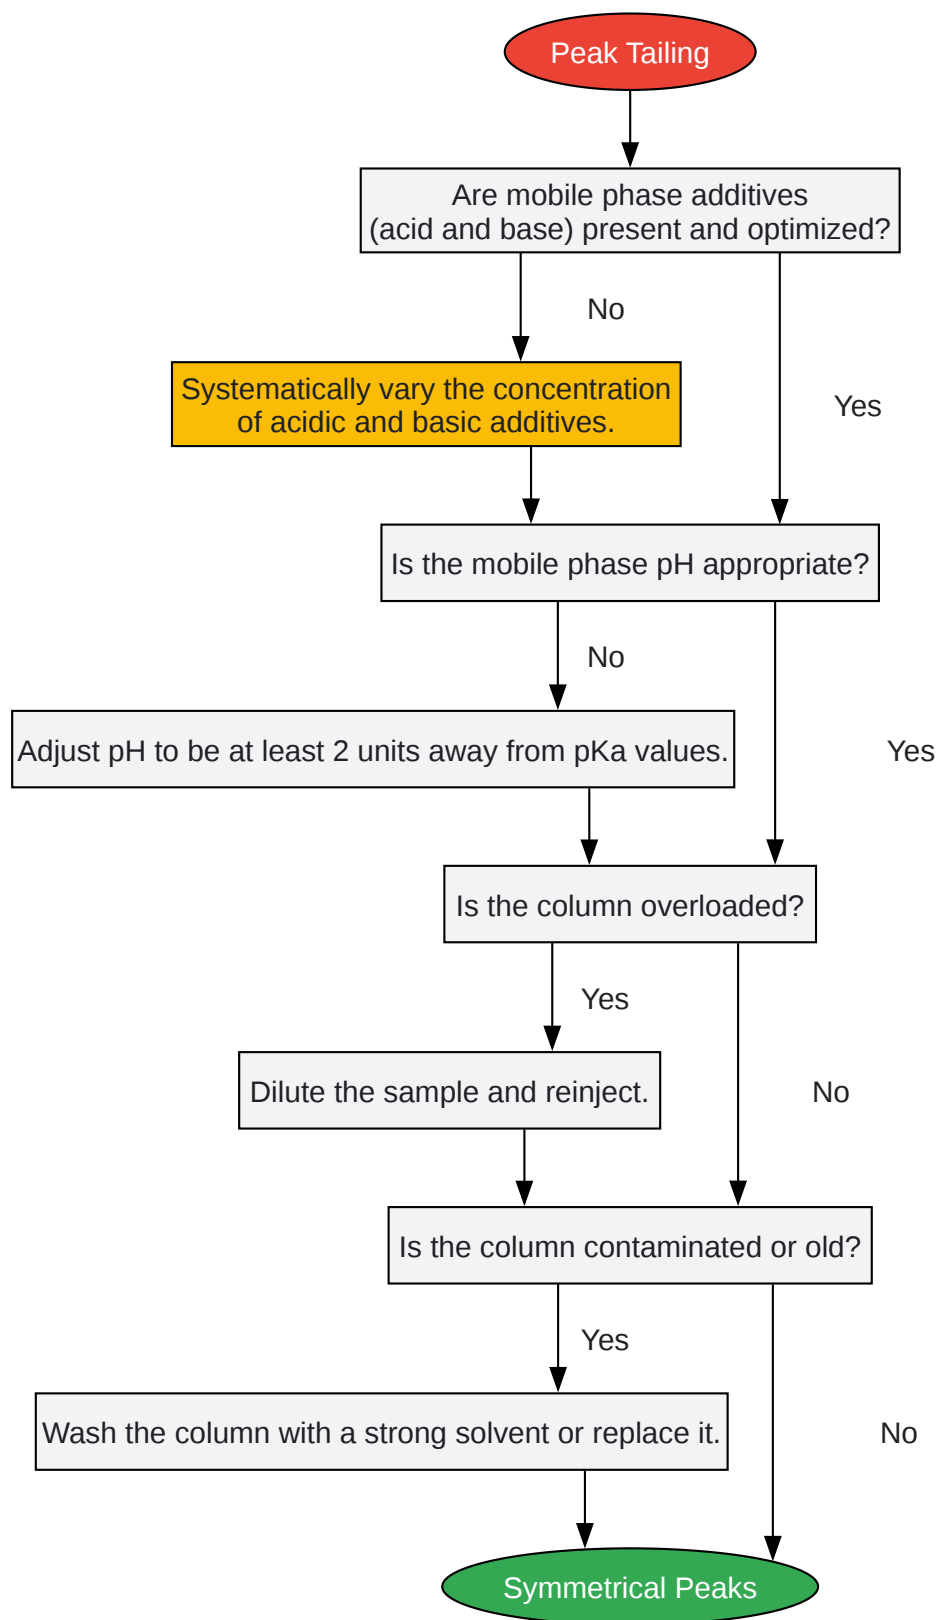 Peak Tailing
Are mobile phase additives
(acid and base) present and optimized?
No
Systematically vary the concentration
of acidic and basic additives.
Yes
Is the mobile phase pH appropriate?
No
Adjust pH to be at least 2 units away from pKa values.
Yes
Is the column overloaded?
Yes
Dilute the sample and reinject.
No
Is the column contaminated or old?
Yes
Wash the column with a strong solvent or replace it.
No
Symmetrical Peaks